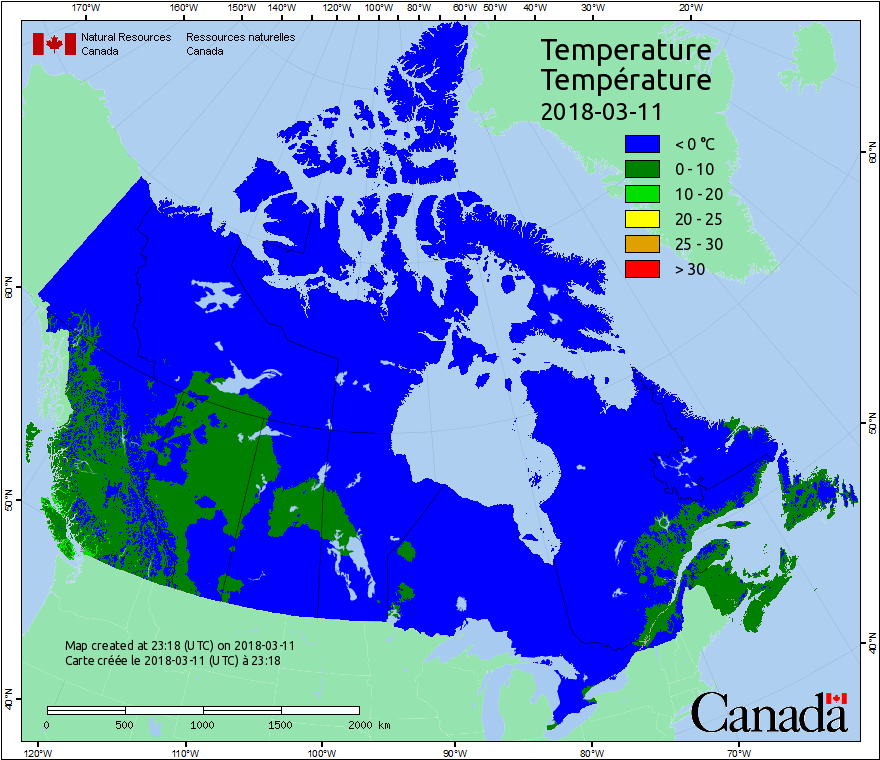 170°W 160°W 150°W 140°W 130°W 120°W 110°W 100°W 90°W 80°W 60°W 50°W 40°W 30°W 20°W
Natural Resources Canada
Ressources naturelles Canada
Temperature
Température
2018-03-11
< 0 °C
0 - 10
10 - 20
20 - 25
25 - 30
> 30
60°N
50°N
40°N
60°N
50°N
40°N
Map created at 23:18 (UTC) on 2018-03-11
Carte créée le 2018-03-11 (UTC) à 23:18
0 500 1000 1500 2000 km
Canada
120°W 110°W 100°W 90°W 80°W 70°W